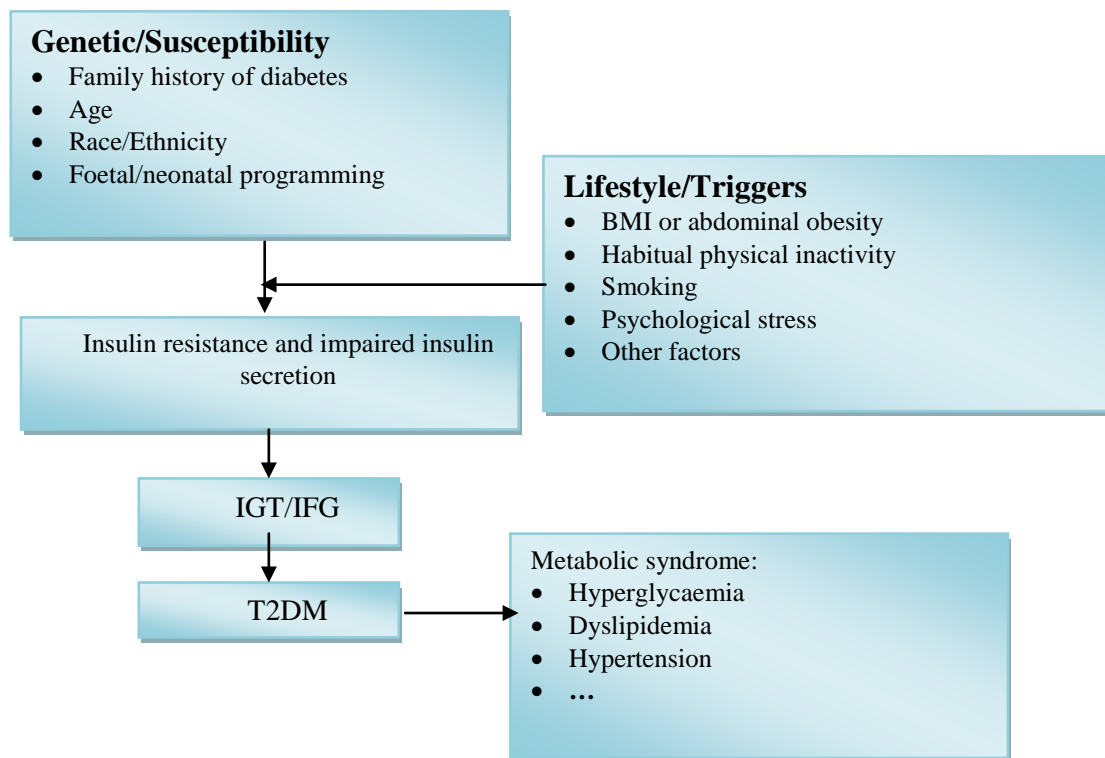 Genetic/Susceptibility
• Family history of diabetes
• Age
• Race/Ethnicity
• Foetal/neonatal programming
Lifestyle/Triggers
• BMI or abdominal obesity
• Habitual physical inactivity
• Smoking
• Psychological stress
• Other factors
Insulin resistance and impaired insulin
secretion
IGT/IFG
T2DM
Metabolic syndrome:
• Hyperglycaemia
• Dyslipidemia
• Hypertension
• ...